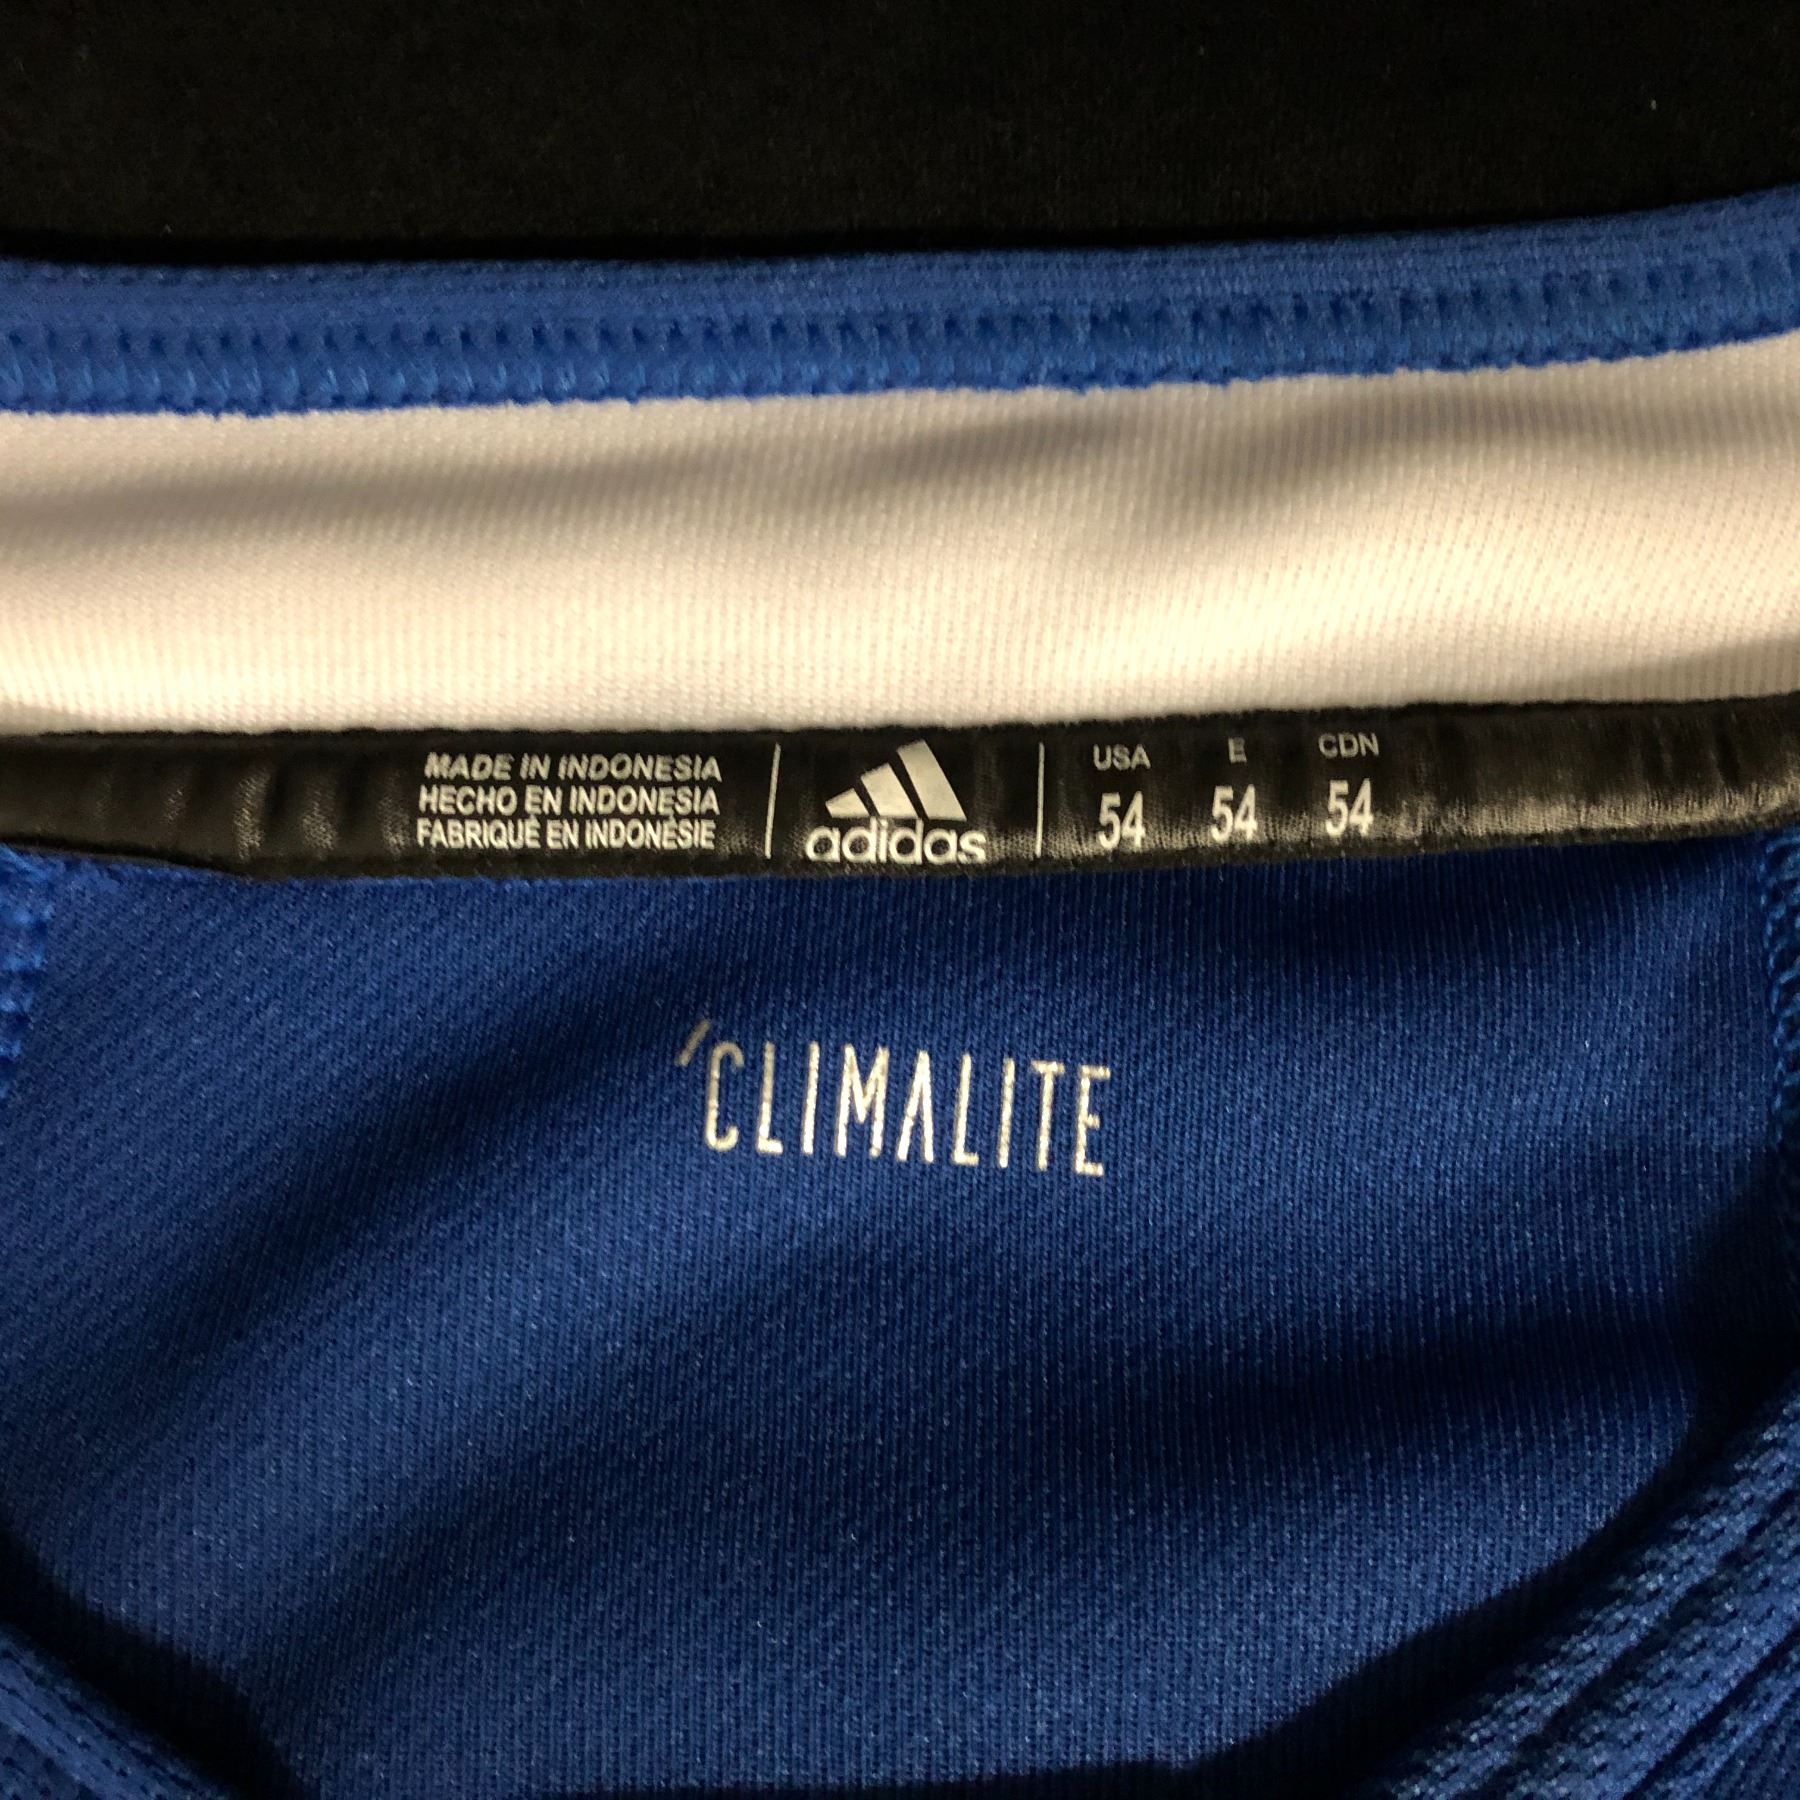 MADE IN INDONESIA
HECHO EN INDONESIA
FABRIQUÉ EN INDONÉSIE
adidas
USA E CDN
54 54 54
'CLIMALITE